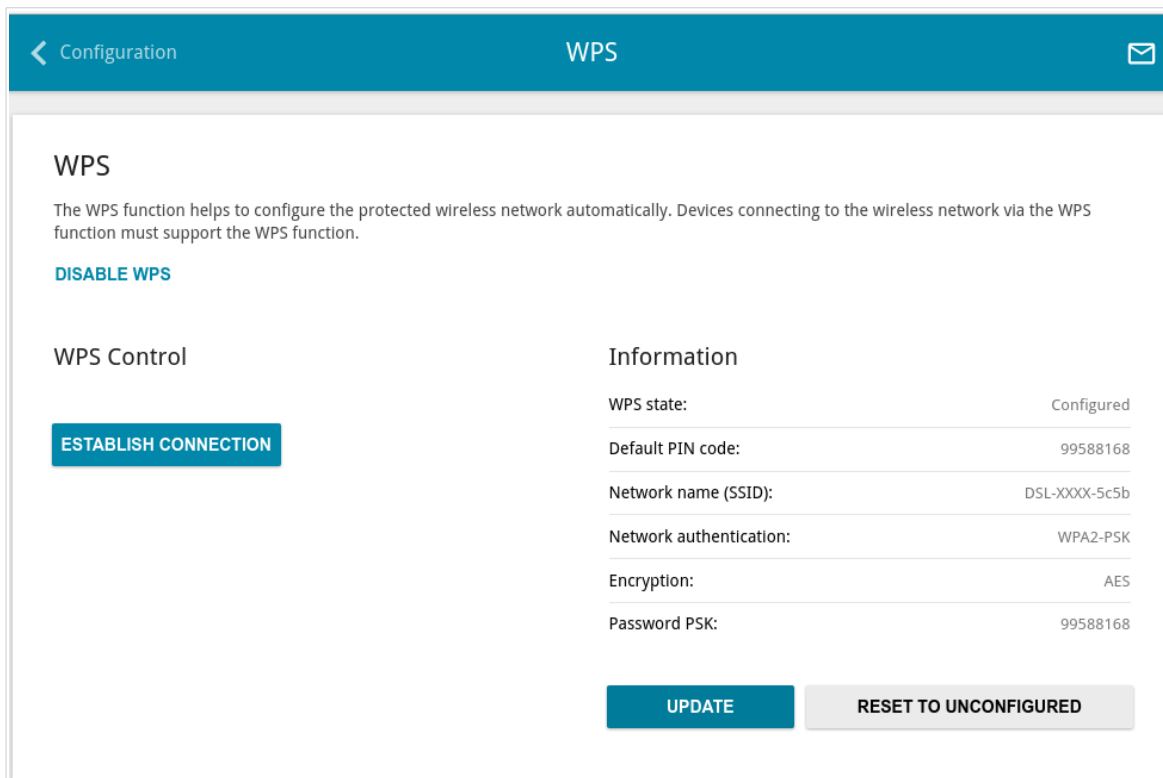 Configuration
WPS
WPS
The WPS function helps to configure the protected wireless network automatically. Devices connecting to the wireless network via the WPS
function must support the WPS function.
DISABLE WPS
WPS Control
ESTABLISH CONNECTION
Information
WPS state: Configured
Default PIN code: 99588168
Network name (SSID): DSL-XXXX-5c5b
Network authentication: WPA2-PSK
Encryption: AES
Password PSK: 99588168
UPDATE
RESET TO UNCONFIGURED